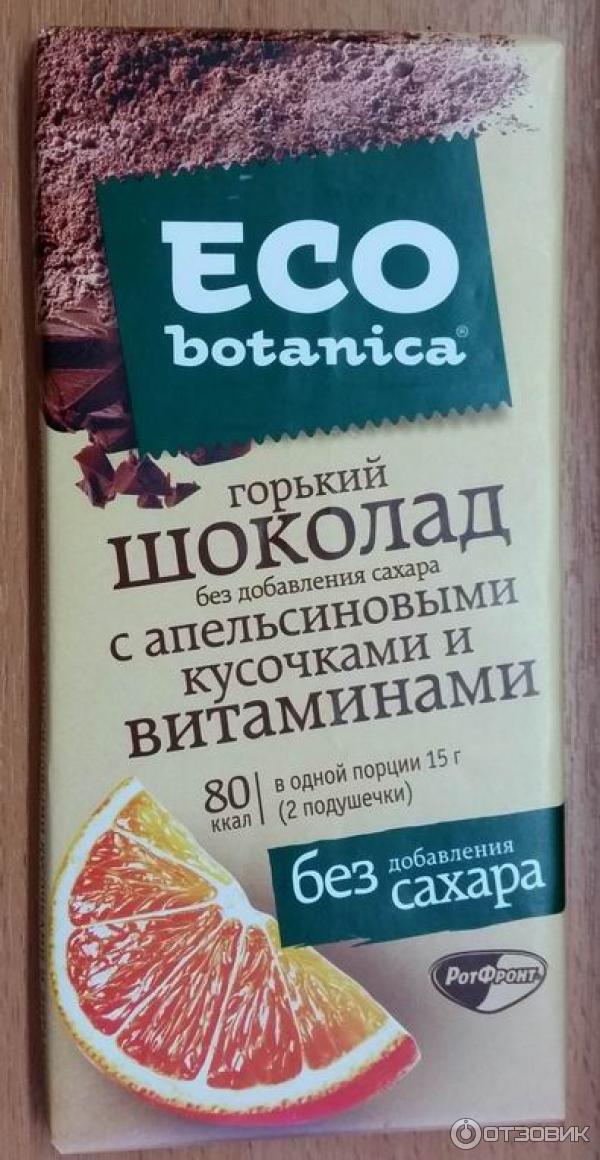 ECO
botanica®
горький
шоколад
без добавления сахара
с апельсиновыми
кусочками и
витаминами
80 ккал
в одной порции 15 г
(2 подушечки)
без добавления сахара
РотФронт
ОТЗОВИК